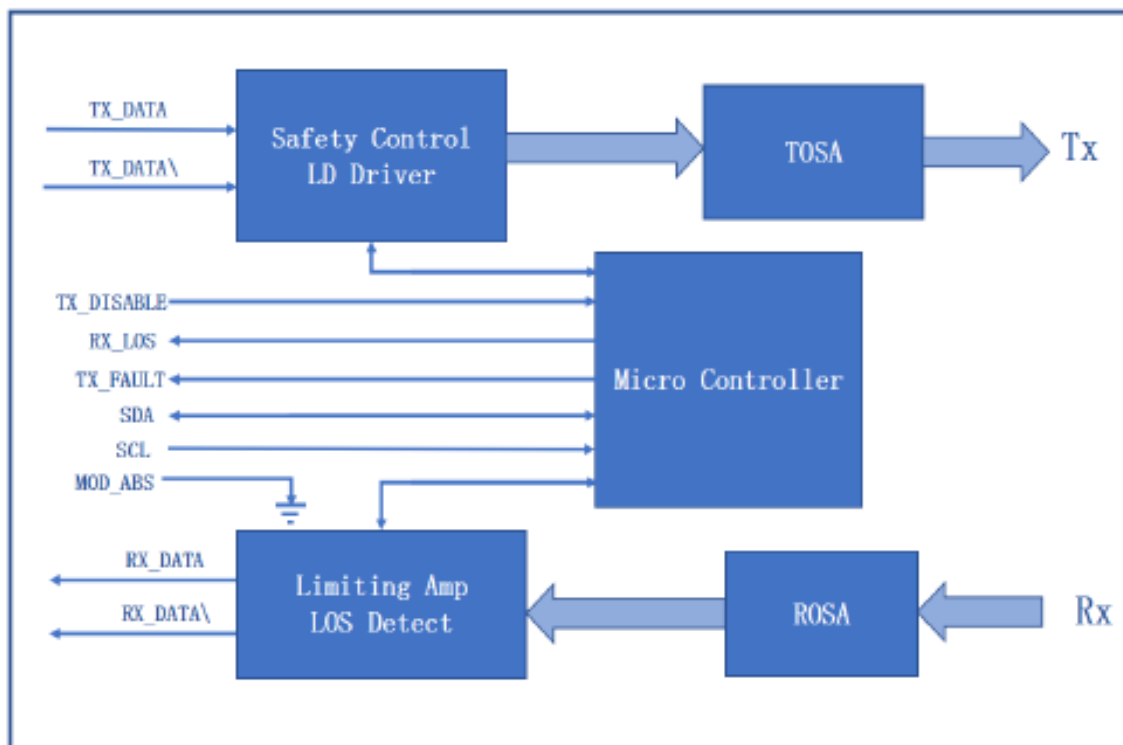 TX_DATA
TX_DATA\
Safety Control
LD Driver
TOSA
Tx
TX_DISABLE
RX_LOS
TX_FAULT
SDA
SCL
MOD_ABS
Micro Controller
RX_DATA
RX_DATA\
Limiting Amp
LOS Detect
ROSA
Rx